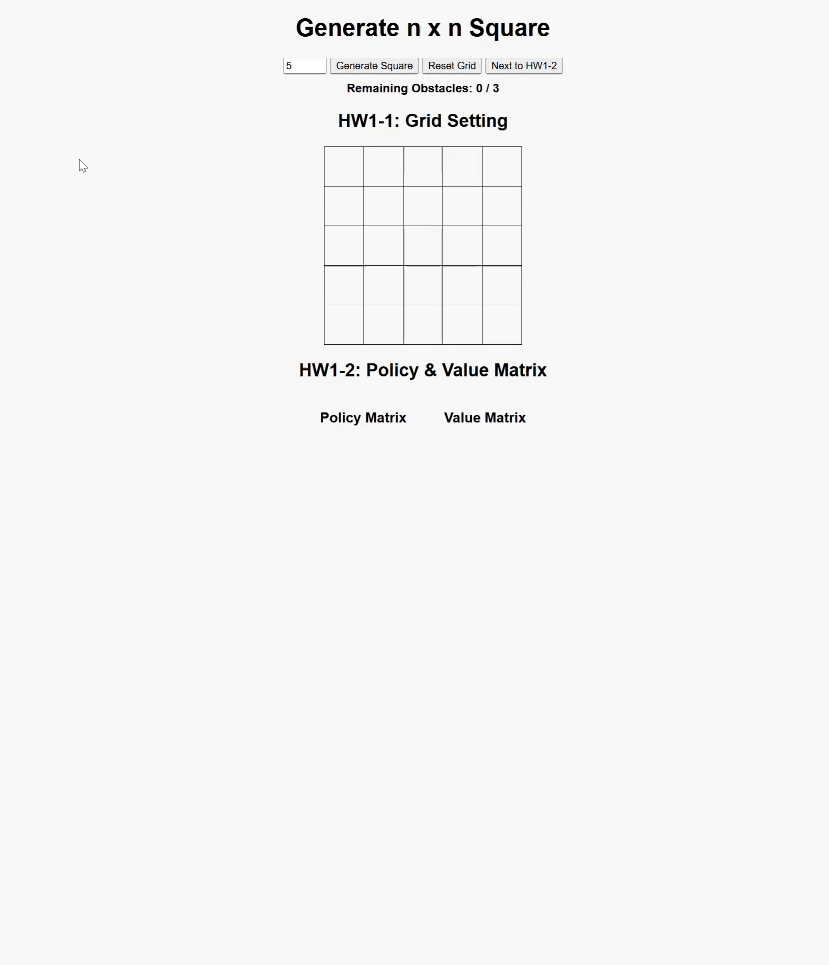 Generate n x n Square
5 Generate Square Reset Grid Next to HW1-2
Remaining Obstacles: 0 / 3
HW1-1: Grid Setting
HW1-2: Policy & Value Matrix
Policy Matrix Value Matrix